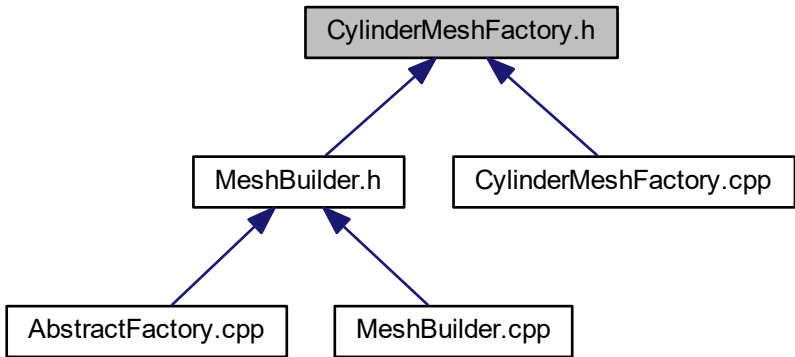 CylinderMeshFactory.h
MeshBuilder.h
CylinderMeshFactory.cpp
AbstractFactory.cpp
MeshBuilder.cpp